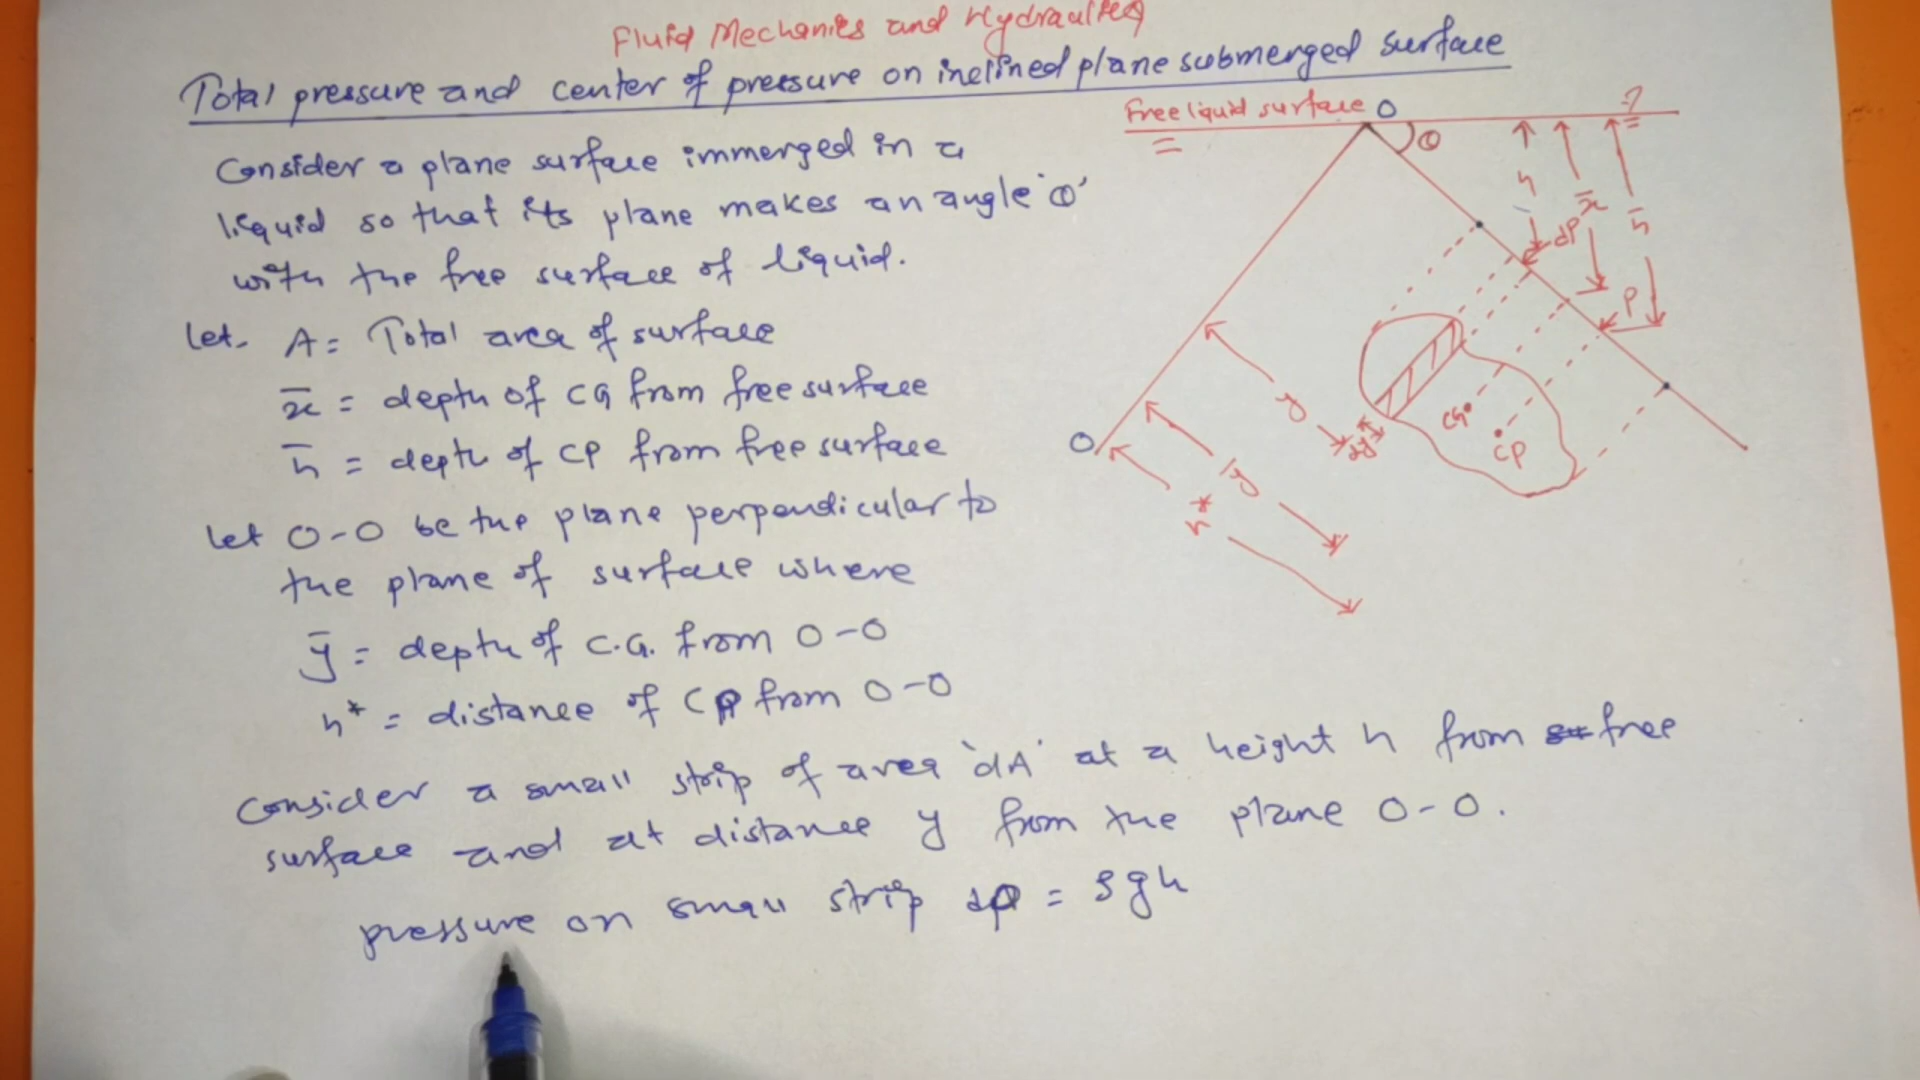 Fluid Mechanics and Hydraulics
Total pressure and center of pressure on inclined plane submerged surface
Consider a plane surface immerged in a
liquid so that its plane makes an angle 'θ'
with the free surface of liquid.
Let, A = Total area of surface
x̅ = depth of CG from free surface
h̅ = depth of CP from free surface
Let O-O be the plane perpendicular to
the plane of surface where
y̅ = depth of C.G. from O-O
h* = distance of CP from O-O
Consider a small strip of area 'dA' at a height h from free
surface and at distance y from the plane O-O.
pressure on small strip dp = ρgh
Free liquid surface O
θ
h
x̅
h̅
dP
P
y
dy
CG
CP
O
y̅
h*